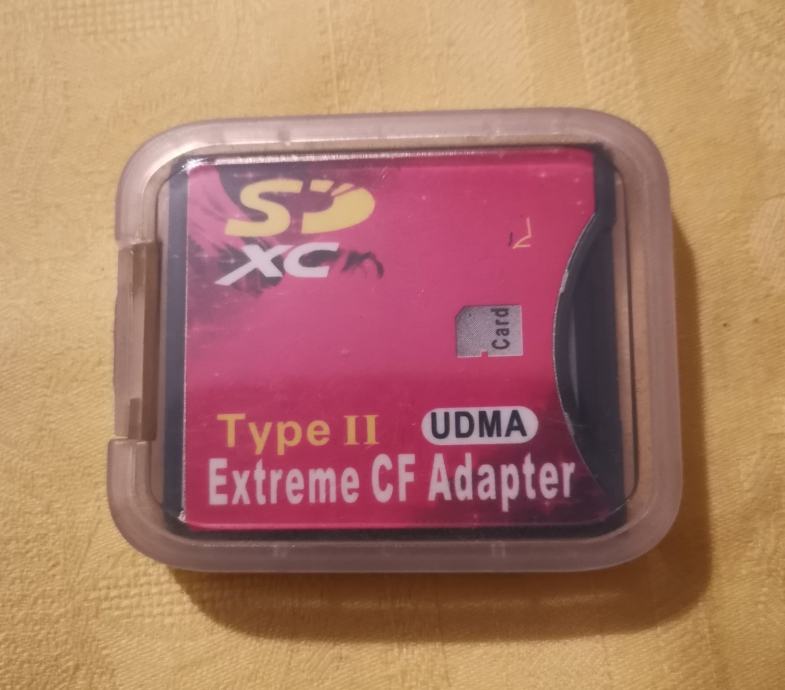 SD
XC
Card
Type II UDMA
Extreme CF Adapter